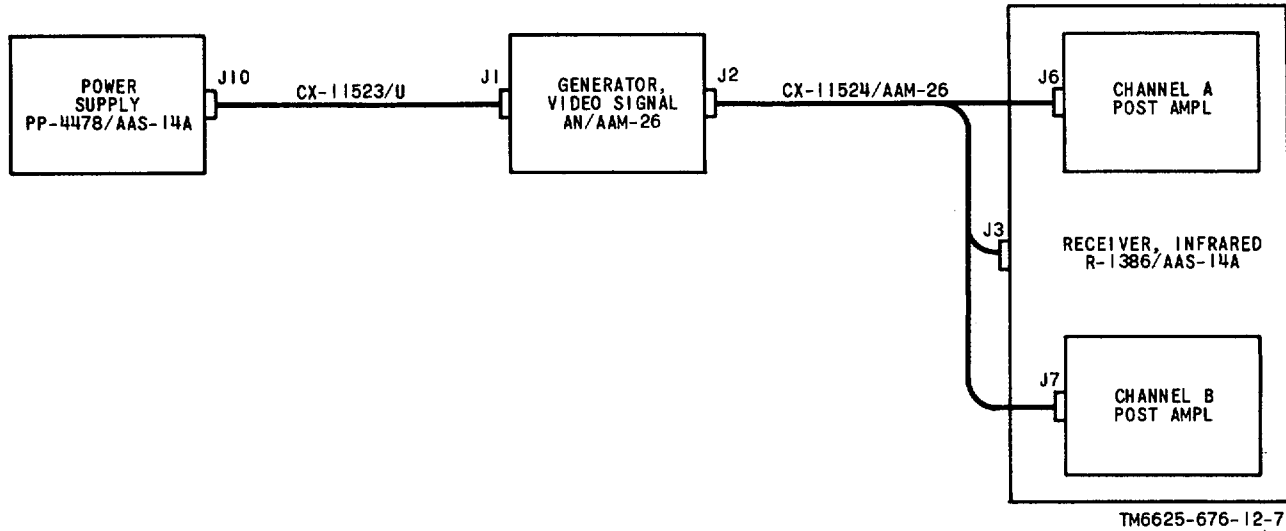 POWER
SUPPLY
PP-4478/AAS-14A
J10
CX-11523/U
J1
GENERATOR,
VIDEO SIGNAL
AN/AAM-26
J2
CX-11524/AAM-26
J6
CHANNEL A
POST AMPL
J3
RECEIVER, INFRARED
R-1386/AAS-14A
J7
CHANNEL B
POST AMPL
TM6625-676-12-7